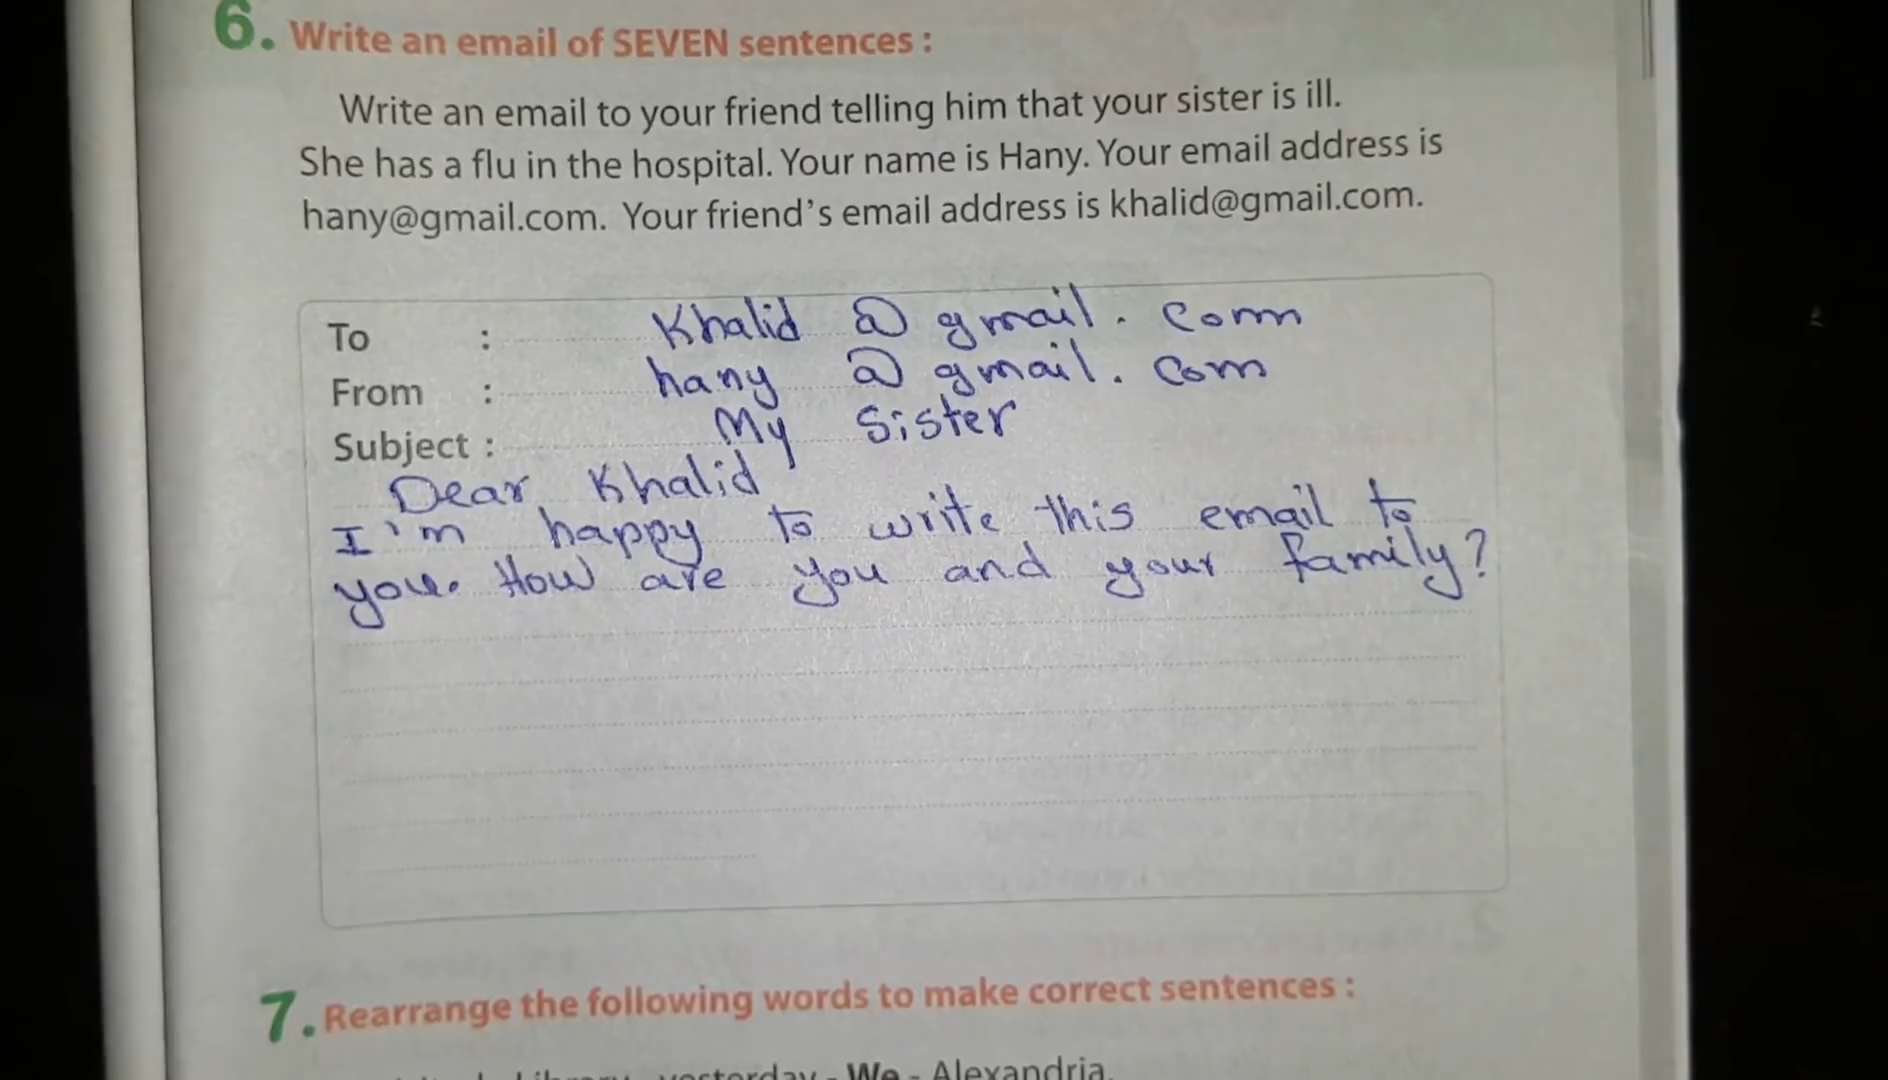 6. Write an email of SEVEN sentences :
Write an email to your friend telling him that your sister is ill.
She has a flu in the hospital. Your name is Hany. Your email address is
hany@gmail.com. Your friend's email address is khalid@gmail.com.
To : Khalid @ gmail. com
From : hany @ gmail. com
Subject : My Sister
Dear Khalid
I'm happy to write this email to
you. How are you and your family?
7. Rearrange the following words to make correct sentences :
yesterday - We - Alexandria.